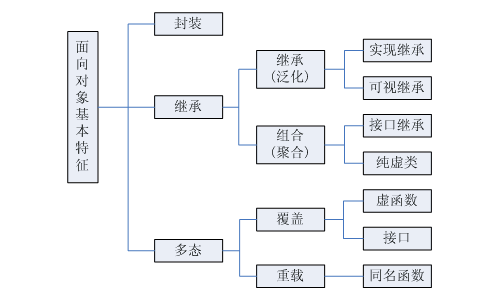 面向对象基本特征
封装
继承
多态
继承
(泛化)
组合
(聚合)
覆盖
重载
实现继承
可视继承
接口继承
纯虚类
虚函数
接口
同名函数